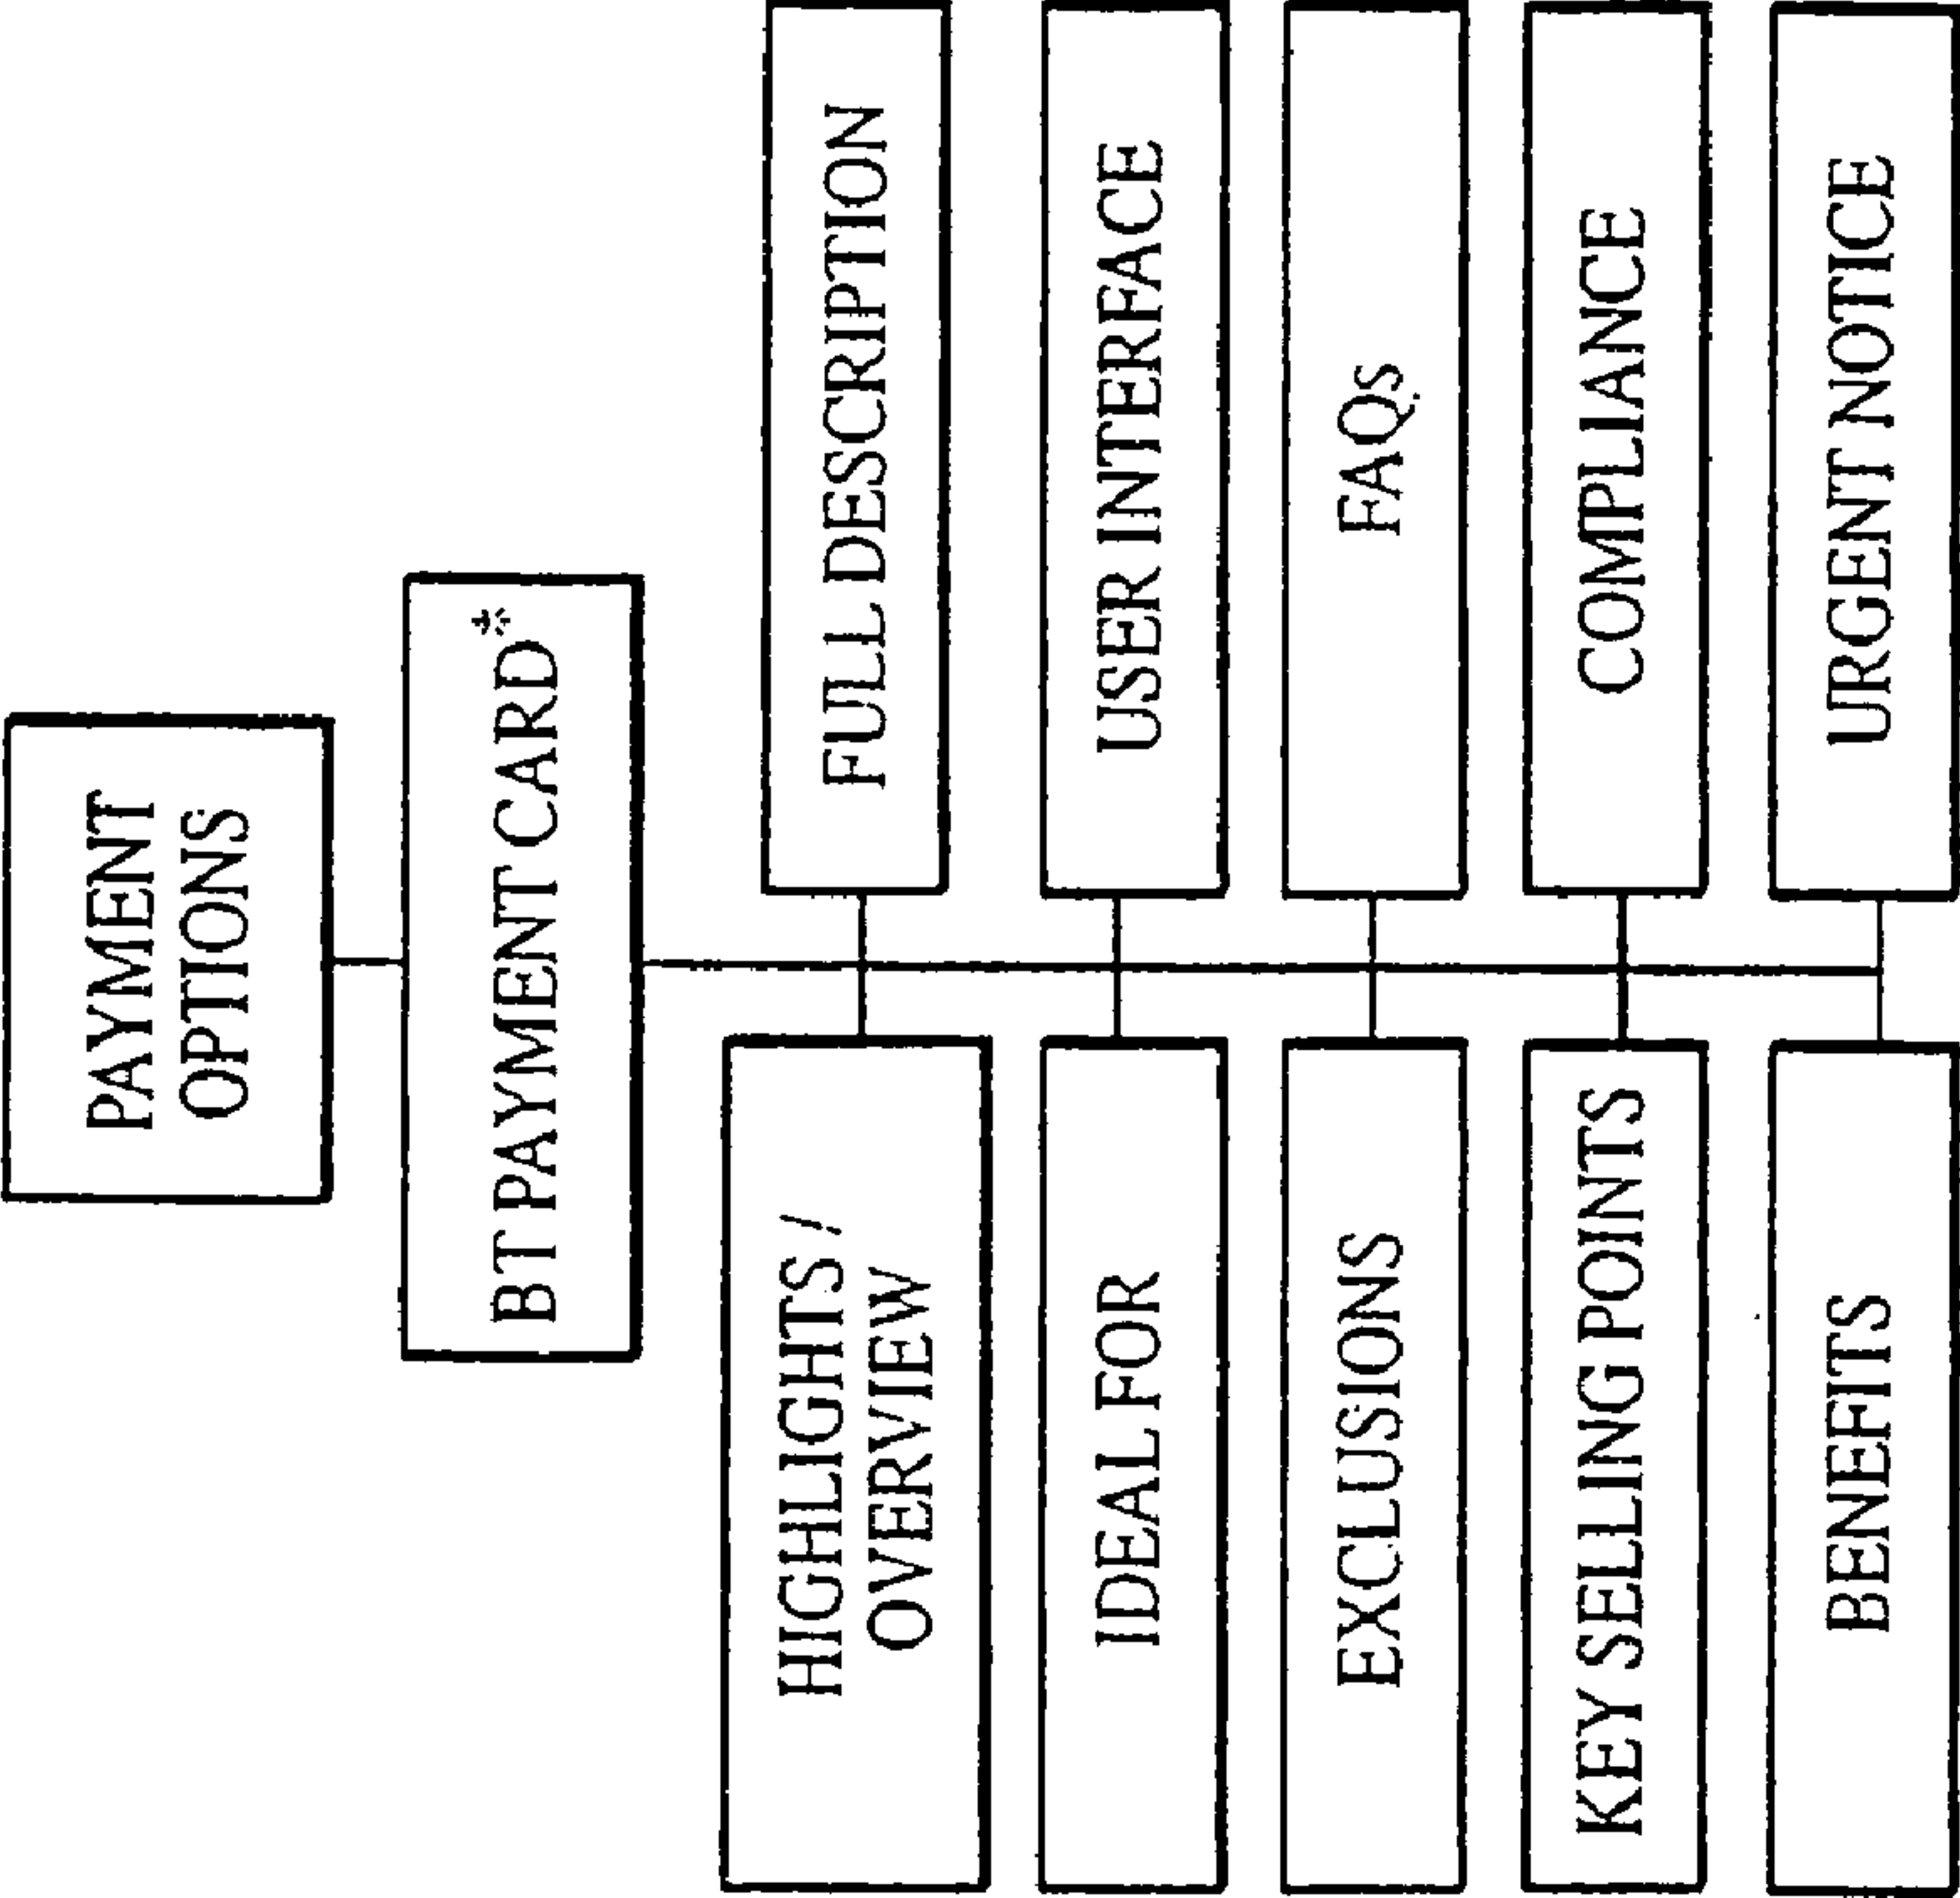 PAYMENT
OPTIONS
BT PAYMENT CARD*
HIGHLIGHTS /
OVERVIEW
FULL DESCRIPTION
IDEAL FOR
USER INTERFACE
EXCLUSIONS
FAQs
KEY SELLING POINTS
COMPLIANCE
BENEFITS
URGENT NOTICE